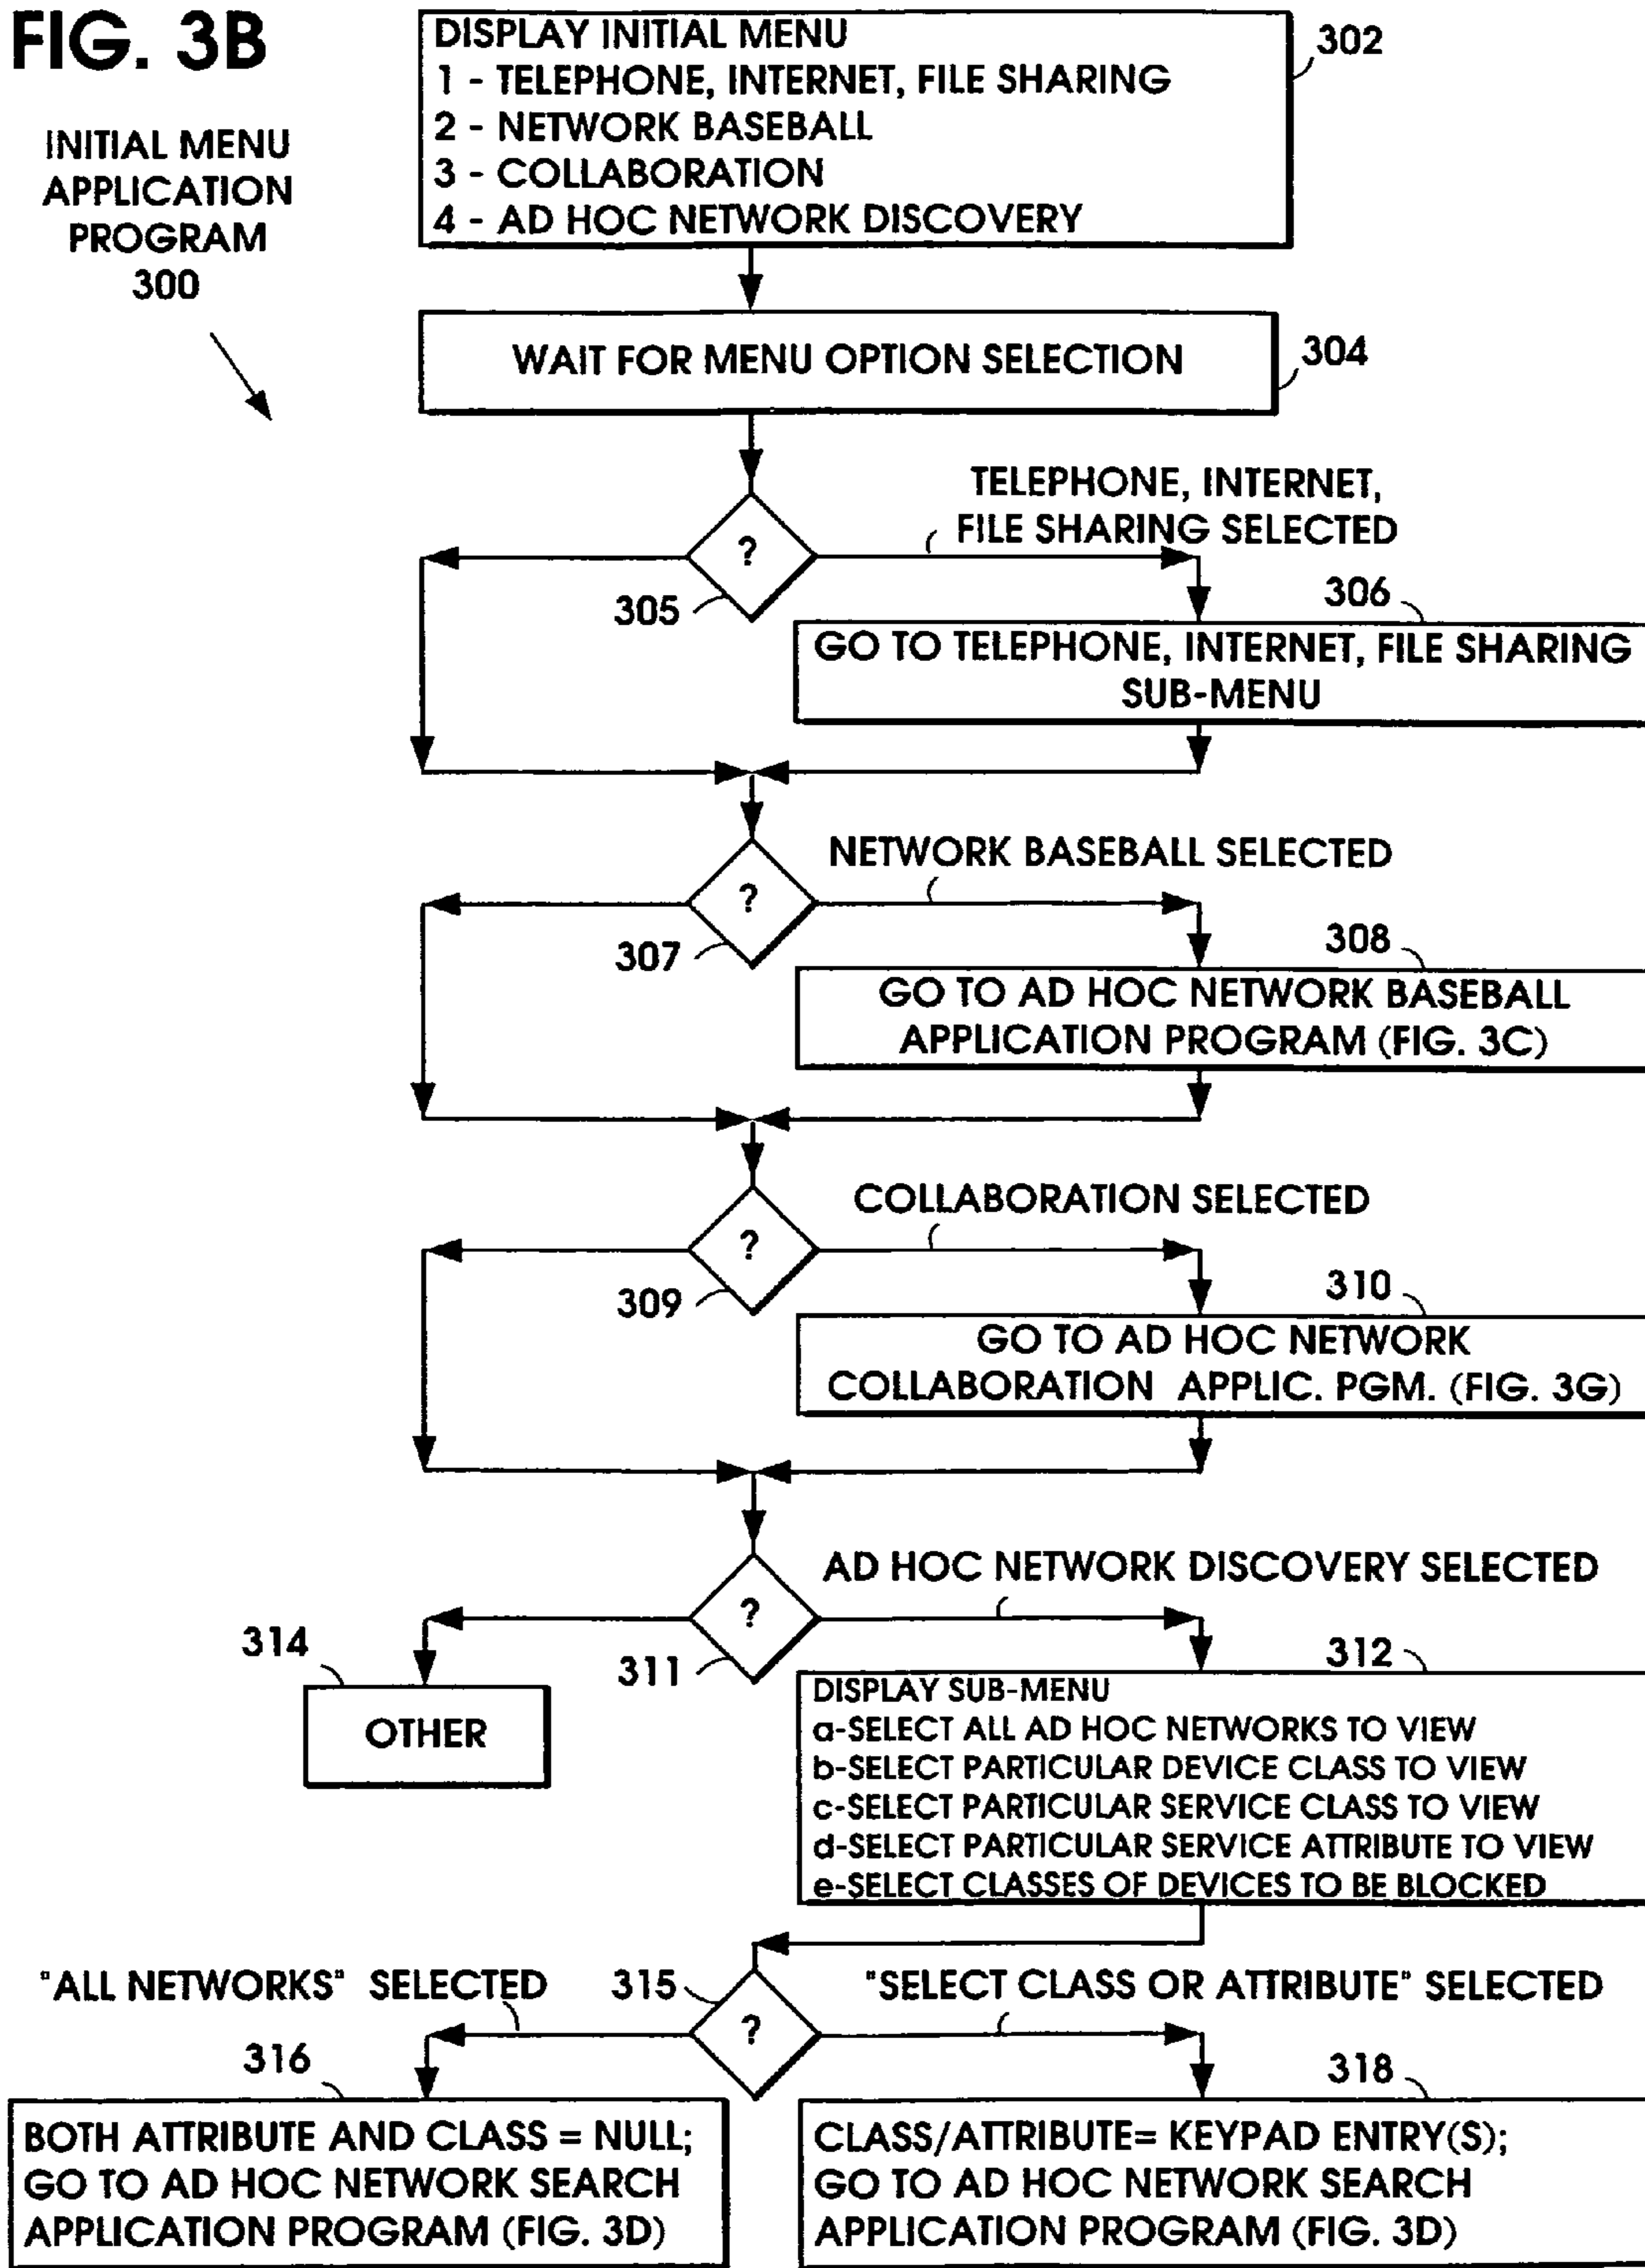 FIG. 3B
INITIAL MENU
APPLICATION
PROGRAM
300
DISPLAY INITIAL MENU
1 - TELEPHONE, INTERNET, FILE SHARING
2 - NETWORK BASEBALL
3 - COLLABORATION
4 - AD HOC NETWORK DISCOVERY
302
WAIT FOR MENU OPTION SELECTION
304
TELEPHONE, INTERNET,
FILE SHARING SELECTED
?
305
306
GO TO TELEPHONE, INTERNET, FILE SHARING
SUB-MENU
NETWORK BASEBALL SELECTED
?
307
308
GO TO AD HOC NETWORK BASEBALL
APPLICATION PROGRAM (FIG. 3C)
COLLABORATION SELECTED
?
309
310
GO TO AD HOC NETWORK
COLLABORATION APPLIC. PGM. (FIG. 3G)
AD HOC NETWORK DISCOVERY SELECTED
?
311
314
OTHER
312
DISPLAY SUB-MENU
a-SELECT ALL AD HOC NETWORKS TO VIEW
b-SELECT PARTICULAR DEVICE CLASS TO VIEW
c-SELECT PARTICULAR SERVICE CLASS TO VIEW
d-SELECT PARTICULAR SERVICE ATTRIBUTE TO VIEW
e-SELECT CLASSES OF DEVICES TO BE BLOCKED
"ALL NETWORKS" SELECTED
315
"SELECT CLASS OR ATTRIBUTE" SELECTED
?
316
BOTH ATTRIBUTE AND CLASS = NULL;
GO TO AD HOC NETWORK SEARCH
APPLICATION PROGRAM (FIG. 3D)
318
CLASS/ATTRIBUTE= KEYPAD ENTRY(S);
GO TO AD HOC NETWORK SEARCH
APPLICATION PROGRAM (FIG. 3D)